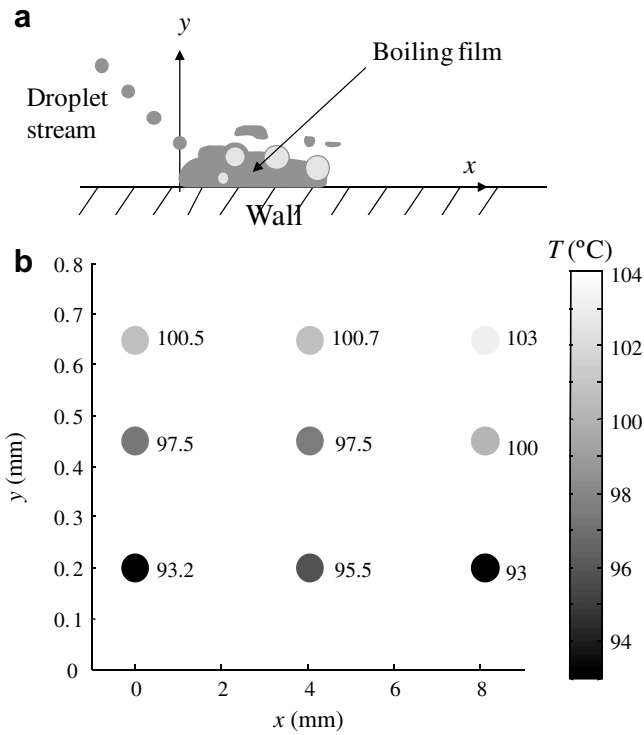 a
y
Boiling film
Droplet
stream
x
Wall
b
T (ºC)
0.8
0.7
0.6
0.5
0.4
0.3
0.2
0.1
0
y (mm)
100.5
100.7
103
97.5
97.5
100
93.2
95.5
93
0
2
4
6
8
x (mm)
104
102
100
98
96
94